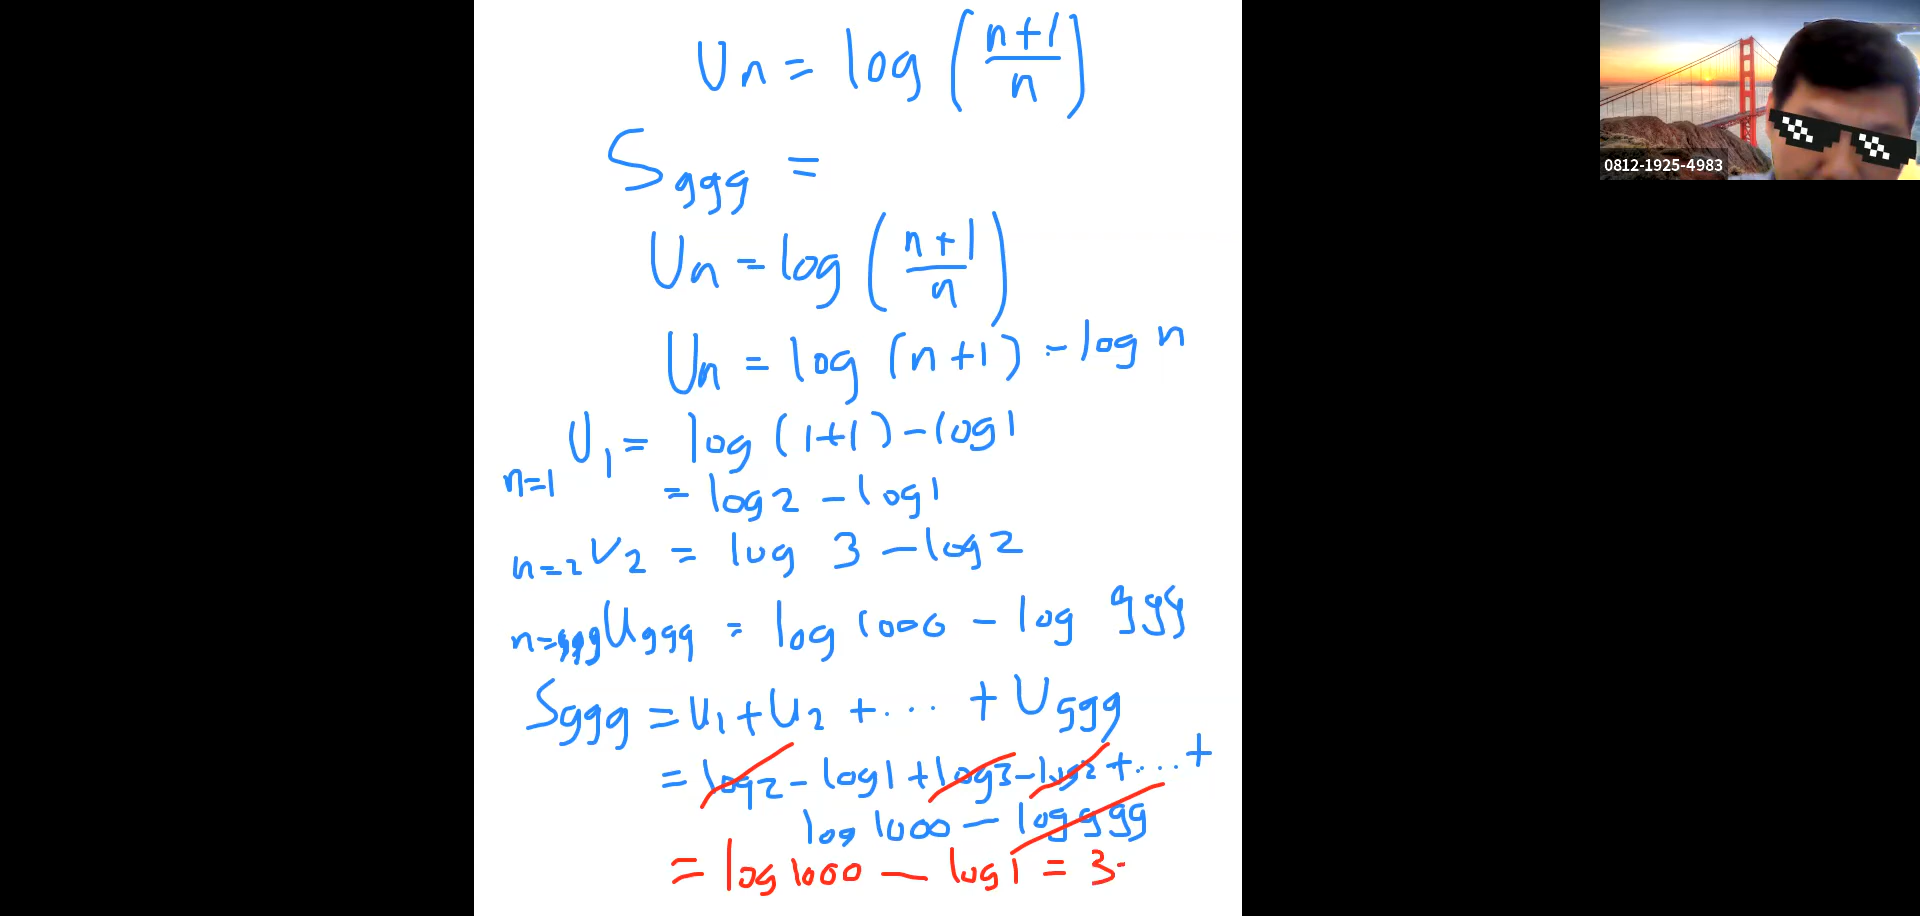 Un = log (n+1/n)
S999 =
Un = log (n+1/n)
Un = log (n+1) - log n
n=1 U1 = log (1+1) - log 1
= log 2 - log 1
n=2 U2 = log 3 - log 2
n=999 U999 = log 1000 - log 999
S999 = U1 + U2 + ... + U999
= log 2 - log 1 + log 3 - log 2 + ... +
log 1000 - log 999
= log 1000 - log 1 = 3
0812-1925-4983